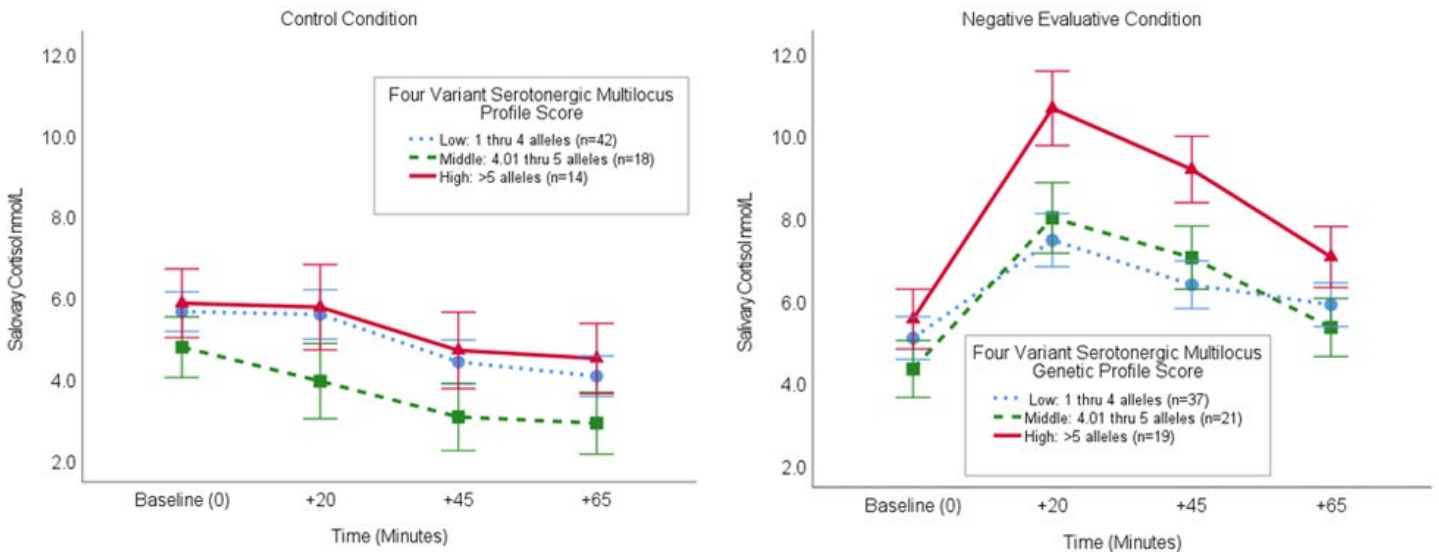 Control Condition
12.0
10.0
8.0
6.0
4.0
2.0
Salovary Cortisol nmol/L
Four Variant Serotonergic Multilocus
Profile Score
Low: 1 thru 4 alleles (n=42)
Middle: 4.01 thru 5 alleles (n=18)
High: >5 alleles (n=14)
Baseline (0)
+20
+45
+65
Time (Minutes)
Negative Evaluative Condition
12.0
10.0
8.0
6.0
4.0
2.0
Salivary Cortisol nmol/L
Four Variant Serotonergic Multilocus
Genetic Profile Score
Low: 1 thru 4 alleles (n=37)
Middle: 4.01 thru 5 alleles (n=21)
High: >5 alleles (n=19)
Baseline (0)
+20
+45
+65
Time (Minutes)